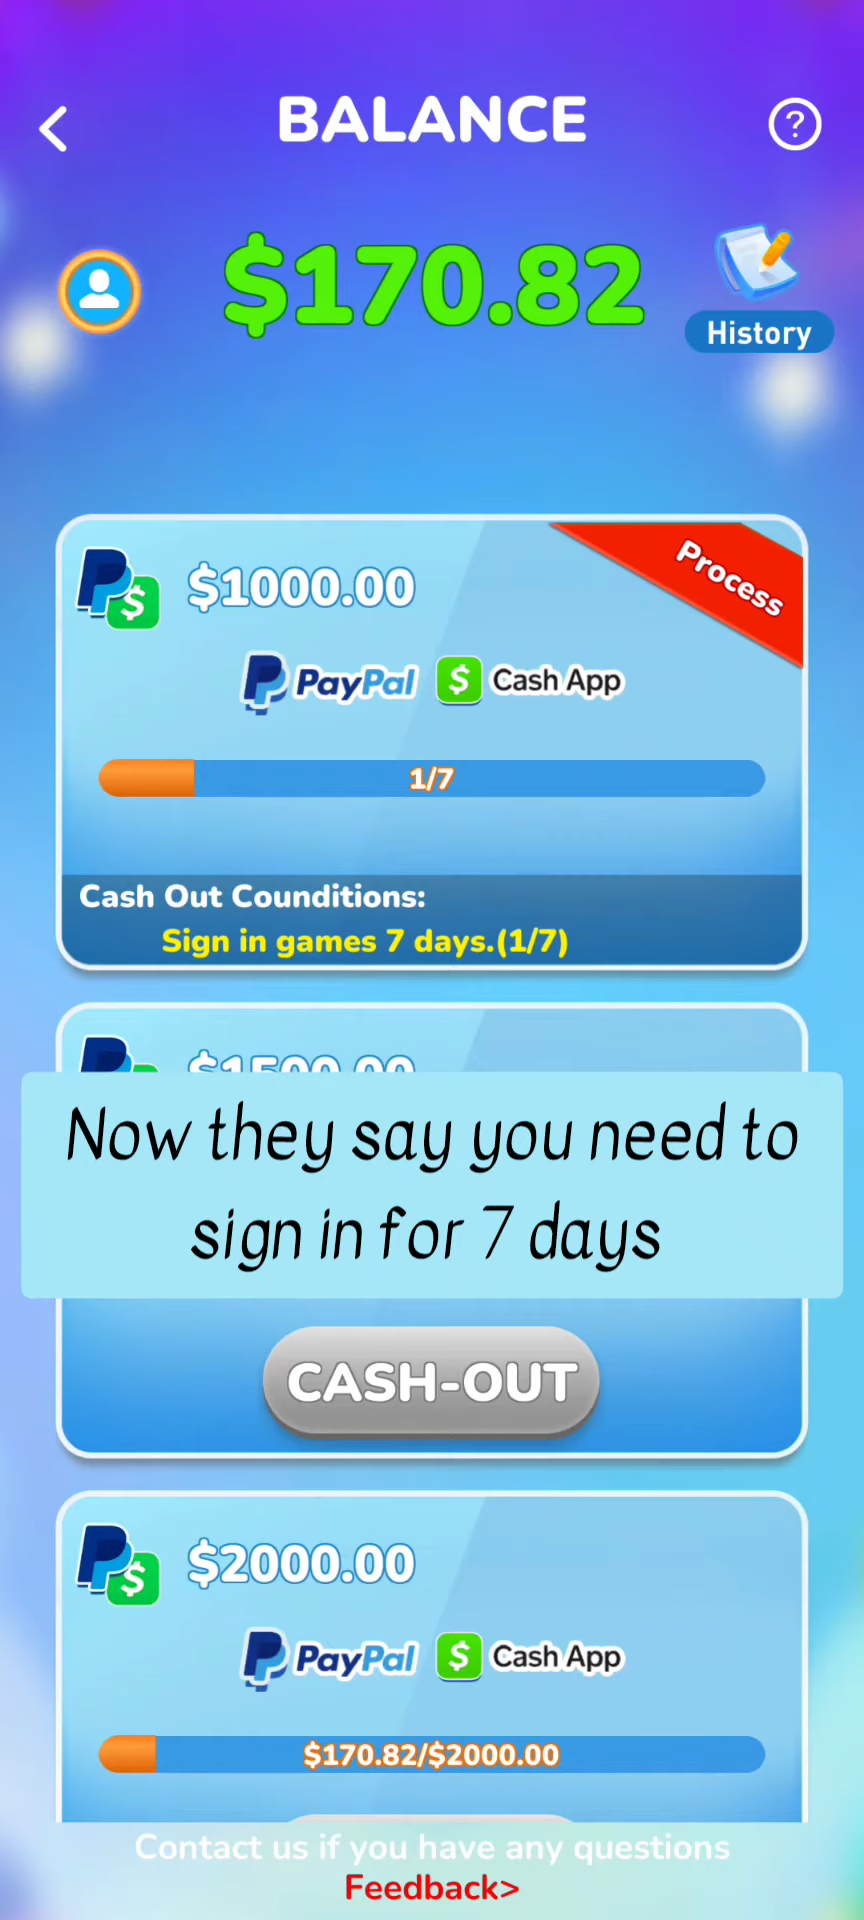 BALANCE
?
$170.82
History
$1000.00
Process
PayPal $ Cash App
1/7
Cash Out Counditions:
Sign in games 7 days.(1/7)
$1500.00
Now they say you need to
sign in for 7 days
CASH-OUT
$2000.00
PayPal $ Cash App
$170.82/$2000.00
Contact us if you have any questions
Feedback>